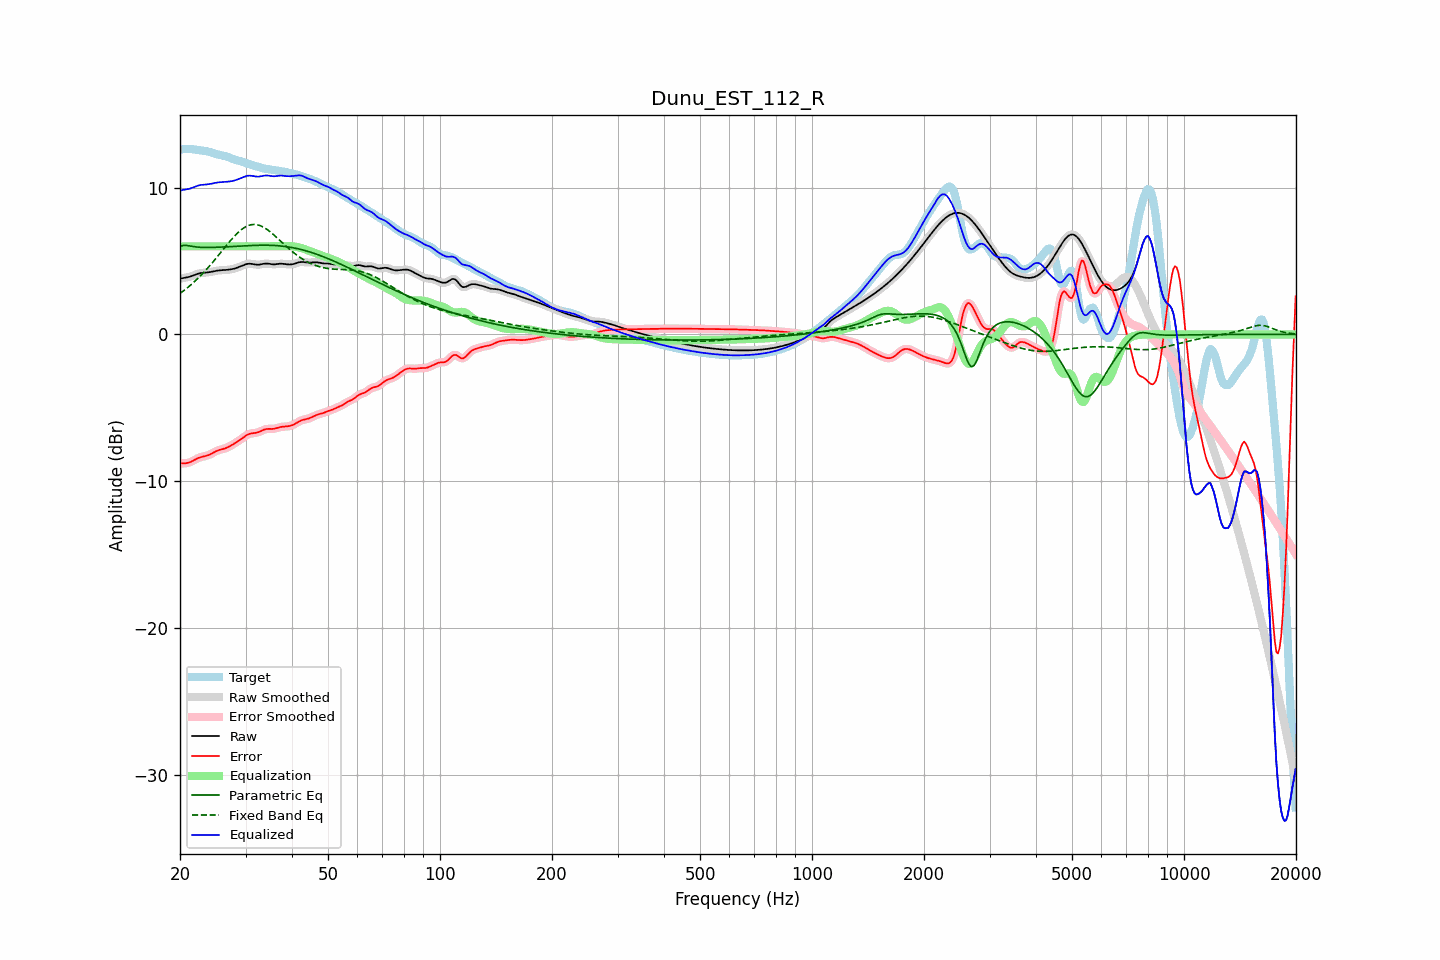 Dunu_EST_112_R
Amplitude (dBr)
10
0
−10
−20
−30
Target
Raw Smoothed
Error Smoothed
Raw
Error
Equalization
Parametric Eq
Fixed Band Eq
Equalized
20
50
100
200
500
1000
2000
5000
10000
20000
Frequency (Hz)